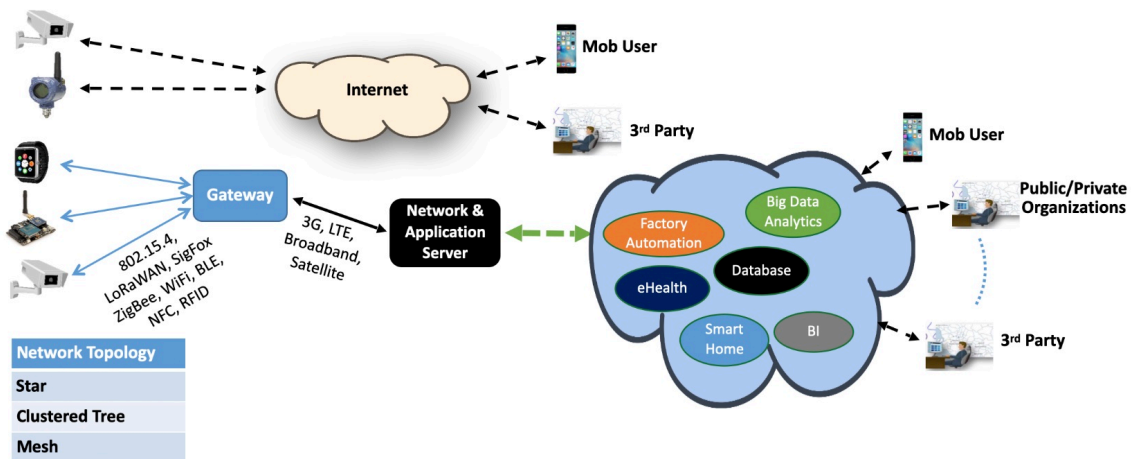 Internet
Mob User
3rd Party
Gateway
802.15.4,
LoRaWAN, SigFox
ZigBee, WiFi, BLE,
NFC, RFID
3G, LTE,
Broadband,
Satellite
Network &
Application
Server
Factory
Automation
Big Data
Analytics
eHealth
Database
Smart
Home
BI
Mob User
Public/Private
Organizations
3rd Party
Network Topology
Star
Clustered Tree
Mesh